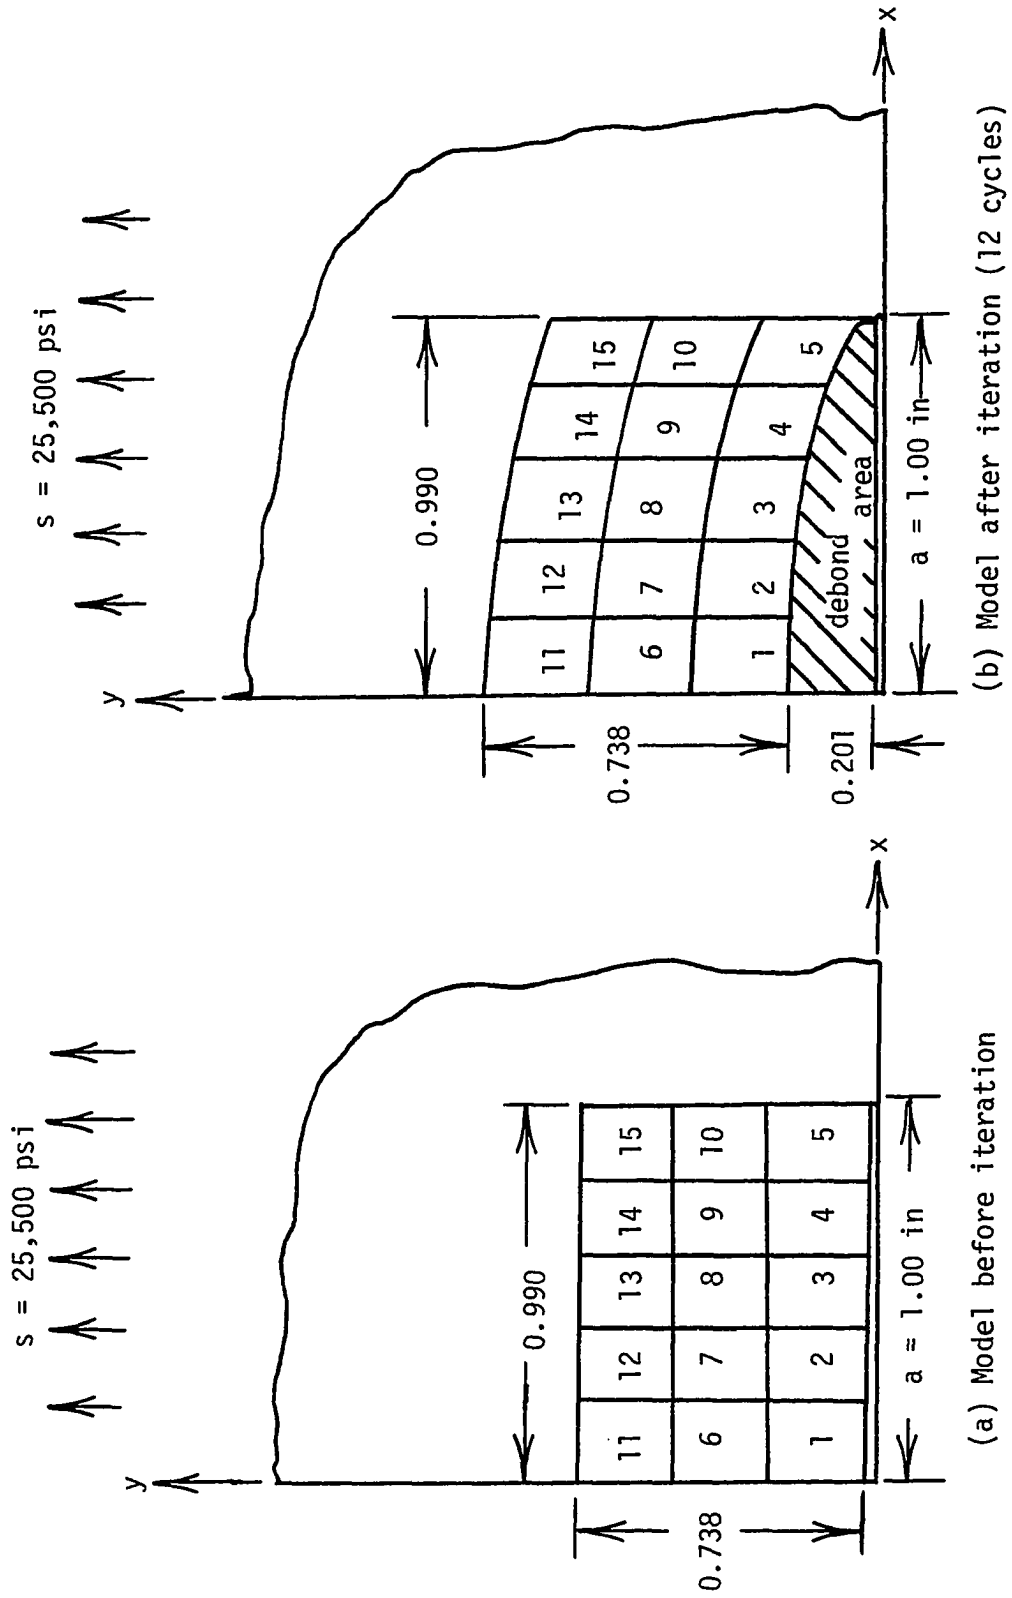 s = 25,500 psi
y
11 12 13 14 15
6 7 8 9 10
1 2 3 4 5
0.990
0.738
a = 1.00 in
x
(a) Model before iteration
s = 25,500 psi
y
0.990
11 12 13 14 15
6 7 8 9 10
1 2 3 4 5
0.738
0.201
debond area
a = 1.00 in
x
(b) Model after iteration (12 cycles)